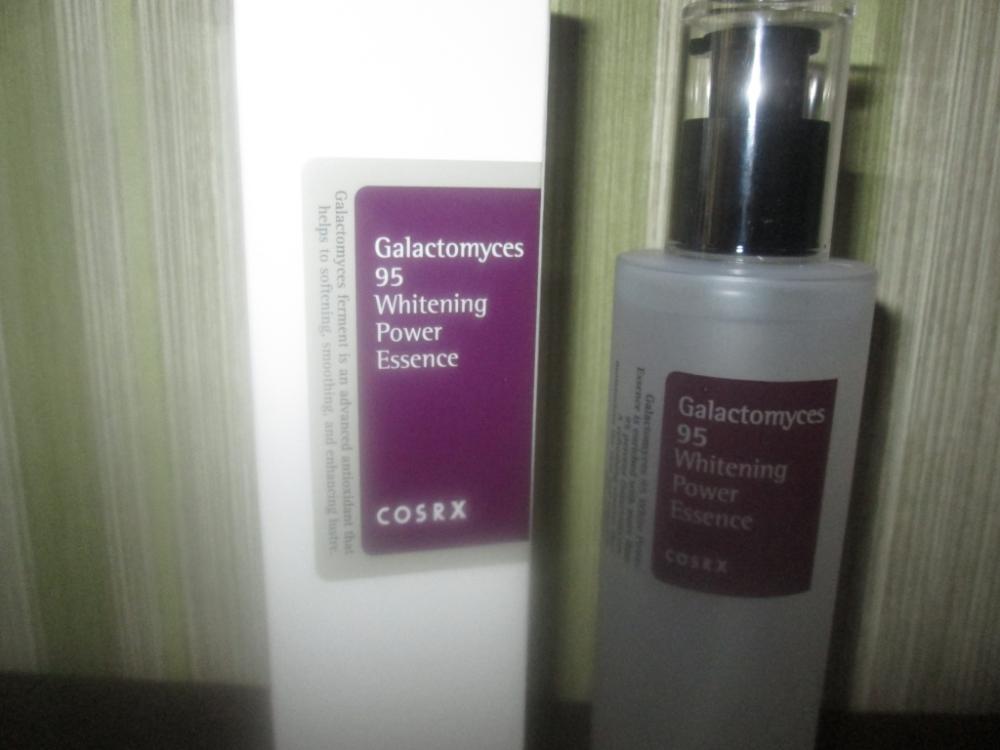 Galactomyces
95
Whitening
Power
Essence
COSRX
Galactomyces ferment is an advanced antioxidant that
helps to softening, smoothing, and enhancing lustre.
Galactomyces
95
Whitening
Power
Essence
COSRX